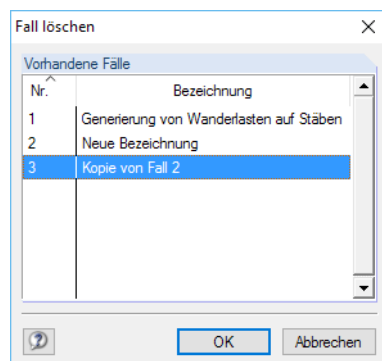 Fall löschen
Vorhandene Fälle
Nr. Bezeichnung
1 Generierung von Wanderlasten auf Stäben
2 Neue Bezeichnung
3 Kopie von Fall 2
OK Abbrechen